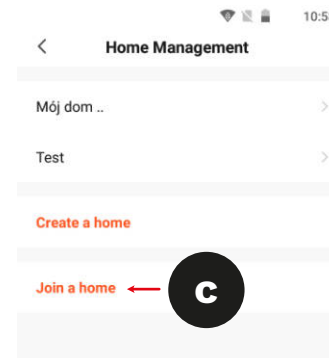 10:5
Home Management
Mój dom ..
Test
Create a home
Join a home
C